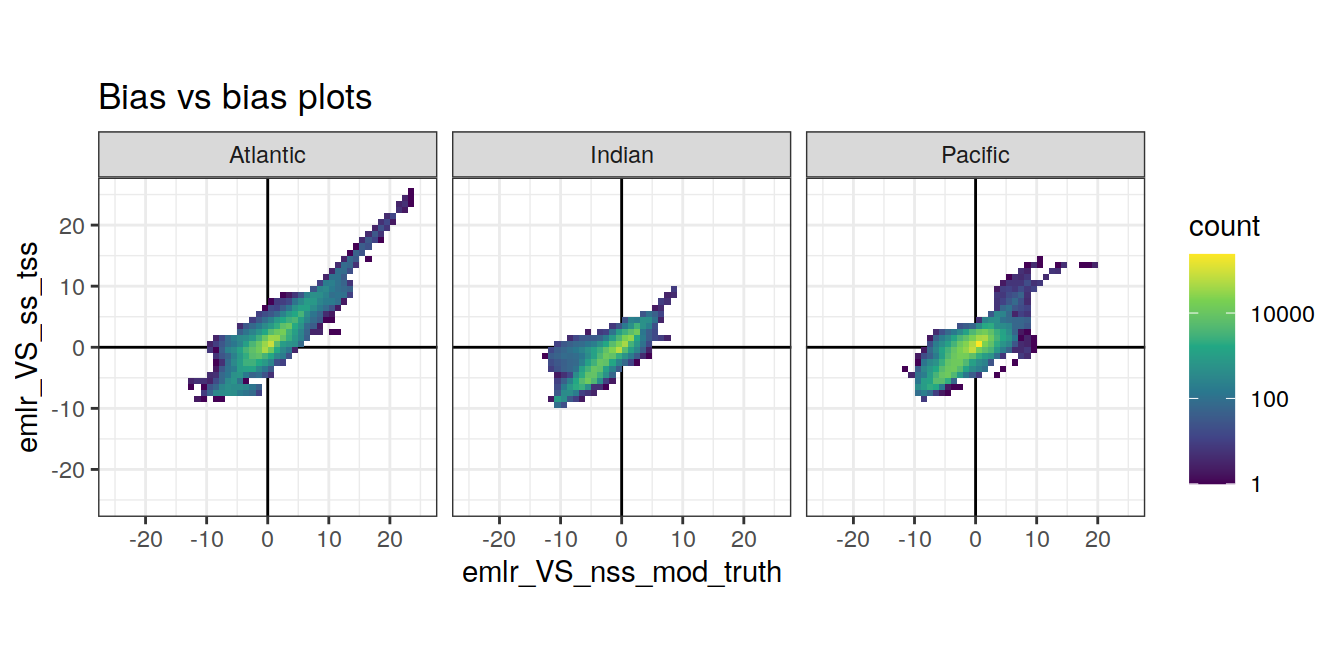 Bias vs bias plots
Atlantic Indian Pacific
emlr_VS_ss_tss
20
10
0
-10
-20
-20 -10 0 10 20 -20 -10 0 10 20 -20 -10 0 10 20
emlr_VS_nss_mod_truth
count
10000
100
1